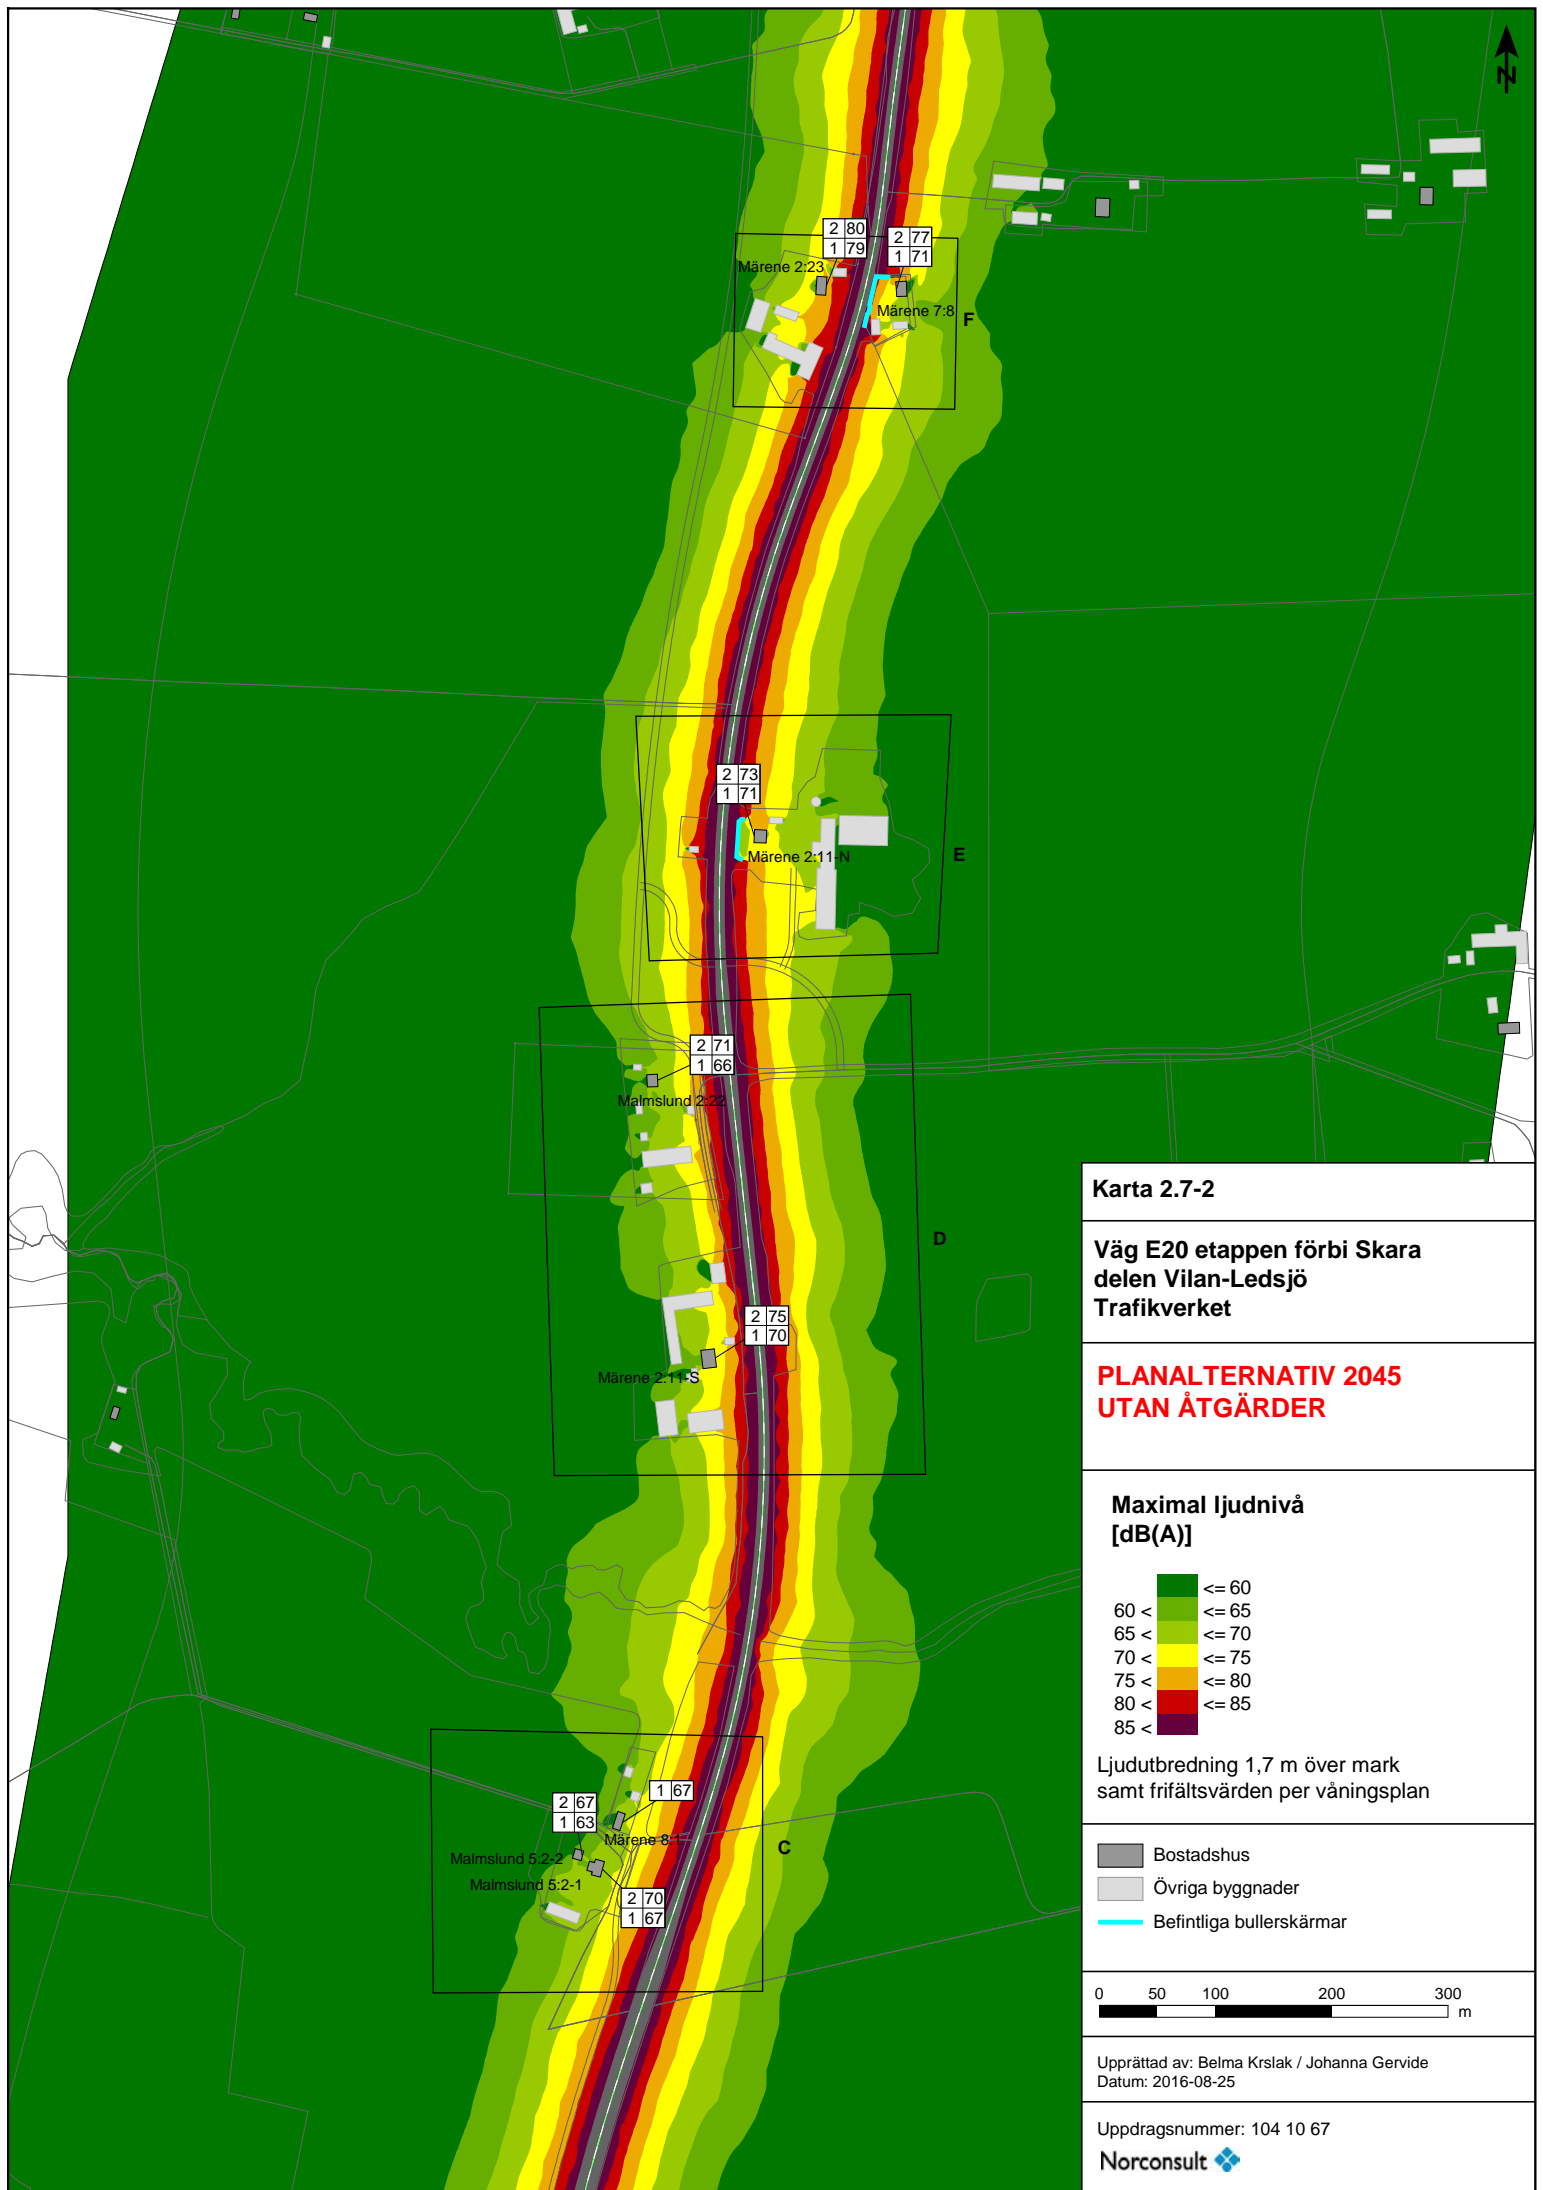 N
2 80
1 79
2 77
1 71
Märene 2:23
Märene 7:8
F
2 73
1 71
Märene 2:11-N
E
2 71
1 66
Malmslund 2:22
D
2 75
1 70
Märene 2:11-S
1 67
2 67
1 63
Märene 8:1
C
Malmslund 5:2-2
Malmslund 5:2-1
2 70
1 67
Karta 2.7-2
Väg E20 etappen förbi Skara
delen Vilan-Ledsjö
Trafikverket
PLANALTERNATIV 2045
UTAN ÅTGÄRDER
Maximal ljudnivå
[dB(A)]
<= 60
60 < <= 65
65 < <= 70
70 < <= 75
75 < <= 80
80 < <= 85
85 <
Ljudutbredning 1,7 m över mark
samt frifältsvärden per våningsplan
Bostadshus
Övriga byggnader
Befintliga bullerskärmar
0 50 100 200 300
m
Upprättad av: Belma Krslak / Johanna Gervide
Datum: 2016-08-25
Uppdragsnummer: 104 10 67
Norconsult